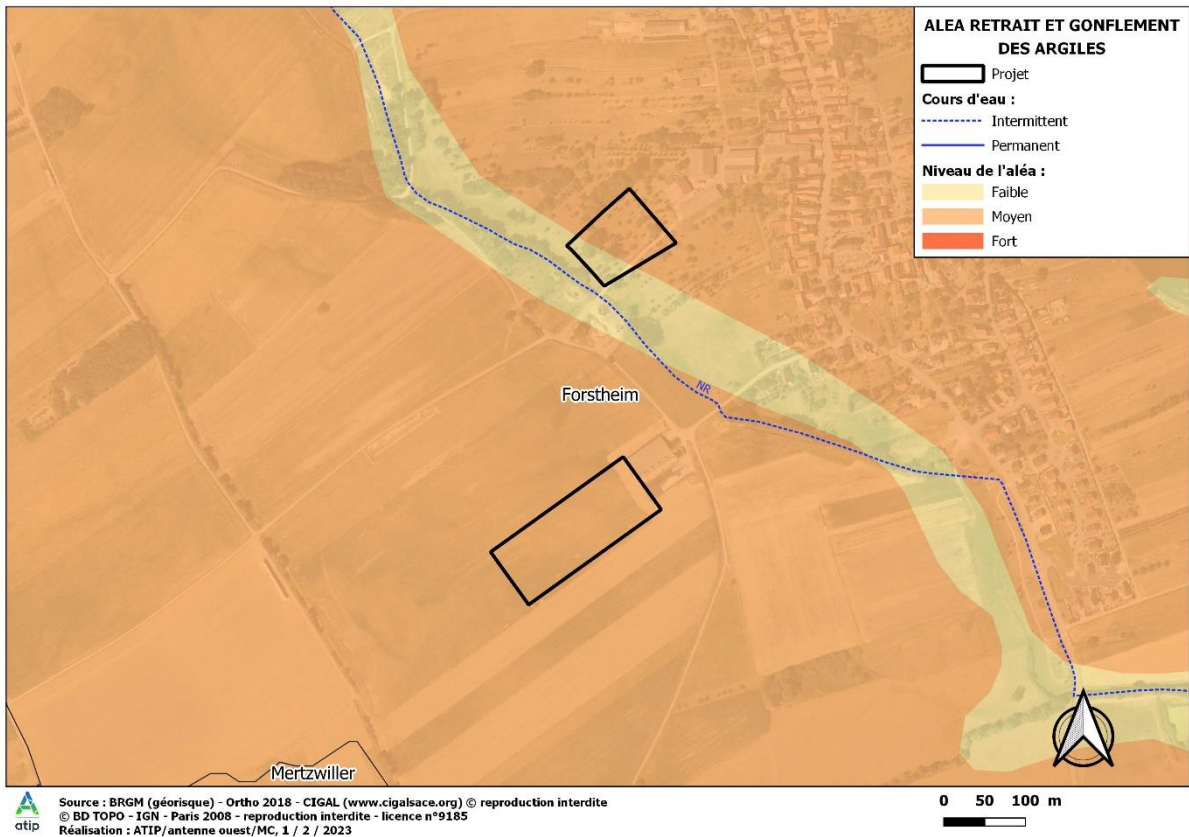 ALEA RETRAIT ET GONFLEMENT
DES ARGILES
Projet
Cours d'eau :
Intermittent
Permanent
Niveau de l'aléa :
Faible
Moyen
Fort
NR
Forstheim
Mertzwiller
atip
Source : BRGM (géorisque) - Ortho 2018 - CIGAL (www.cigalsace.org) © reproduction interdite
© BD TOPO - IGN - Paris 2008 - reproduction interdite - licence n°9185
Réalisation : ATIP/antenne ouest/MC, 1 / 2 / 2023
0 50 100 m